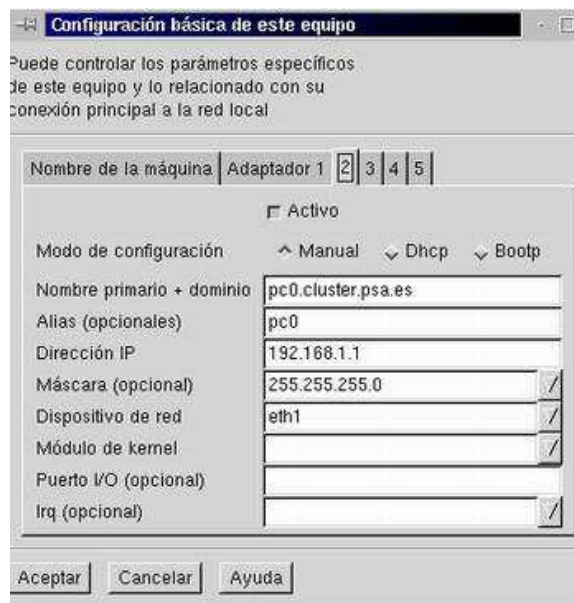 Configuración básica de este equipo
Puede controlar los parámetros específicos
de este equipo y lo relacionado con su
conexión principal a la red local
Nombre de la máquina Adaptador 1 2 3 4 5
Activo
Modo de configuración Manual Dhcp Bootp
Nombre primario + dominio pc0.cluster.psa.es
Alias (opcionales) pc0
Dirección IP 192.168.1.1
Máscara (opcional) 255.255.255.0
Dispositivo de red eth1
Módulo de kernel
Puerto I/O (opcional)
Irq (opcional)
Aceptar Cancelar Ayuda